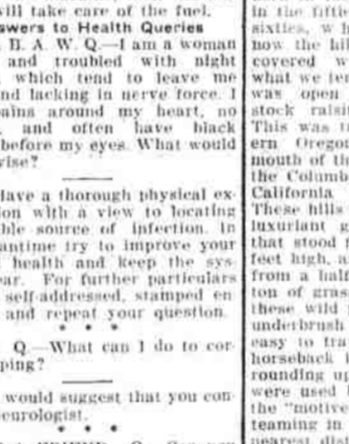 will take care of the fuel.
swers to Health Queries
B. A. W. Q.—I am a woman
and troubled with night
which tend to leave me
nd lacking in nerve force. I
ains around my heart, no
and often have black
before my eyes. What would
vise?
Have a thorough physical ex-
ion with a view to locating
ble source of infection. In
antime try to improve your
health and keep the sys-
ear. For further particulars
self-addressed, stamped en
and repeat your question.
* * *
Q.—What can I do to cor-
ping?
would suggest that you con-
eurologist.
* * *
in the fiftie
sixties, w h
how the hil
covered w
what we ter
was open
stock raisi
This was t
ern Oregon
mouth of th
the Columb
California
These hills
luxuriant g
that stood f
feet high, a
from a half
ton of gras
these wild
underbrush
easy to tra
horseback
rounding up
were used
the "motive
teaming in
nearest dis